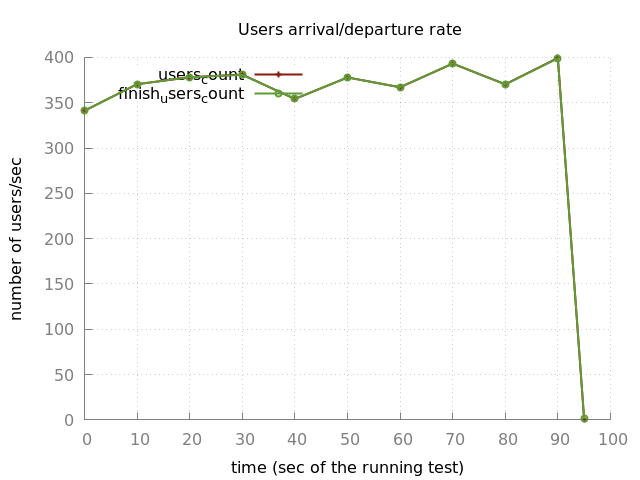 Users arrival/departure rate
number of users/sec
400
350
300
250
200
150
100
50
0
users_count
finish_users_count
0 10 20 30 40 50 60 70 80 90 100
time (sec of the running test)